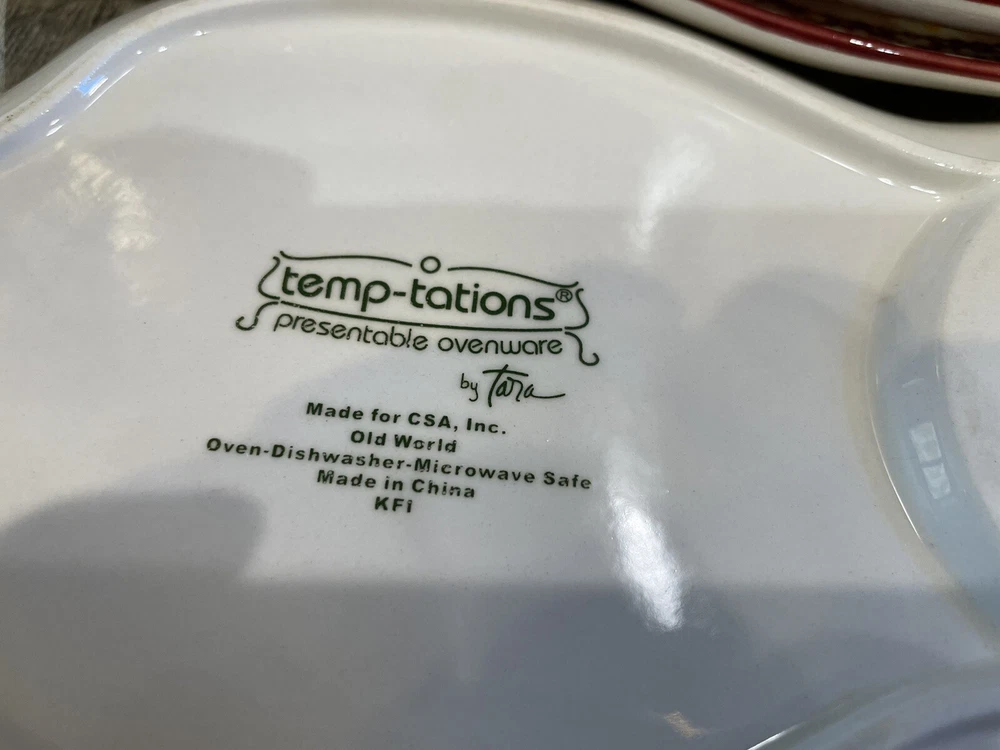 temp-tations®
presentable ovenware
by Tara
Made for CSA, Inc.
Old World
Oven-Dishwasher-Microwave Safe
Made in China
KFi